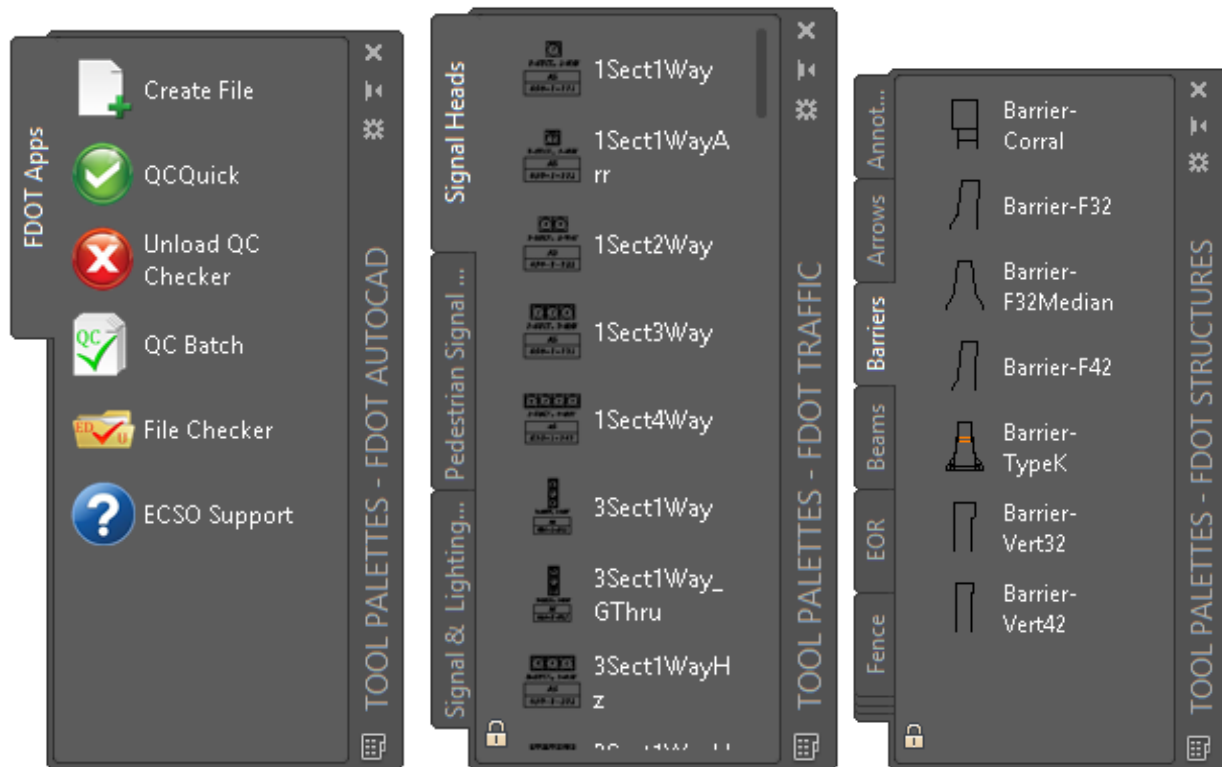 FDOT Apps
Create File
QCQuick
Unload QC
Checker
QC Batch
File Checker
ECSO Support
TOOL PALETTES - FDOT AUTOCAD
Signal Heads
Pedestrian Signal ...
Signal & Lighting...
1Sect1Way
1Sect1WayA
rr
1Sect2Way
1Sect3Way
1Sect4Way
3Sect1Way
3Sect1Way_
GThru
3Sect1WayH
z
TOOL PALETTES - FDOT TRAFFIC
Annot...
Arrows
Barriers
Beams
EOR
Fence
Barrier-
Corral
Barrier-F32
Barrier-
F32Median
Barrier-F42
Barrier-
TypeK
Barrier-
Vert32
Barrier-
Vert42
TOOL PALETTES - FDOT STRUCTURES